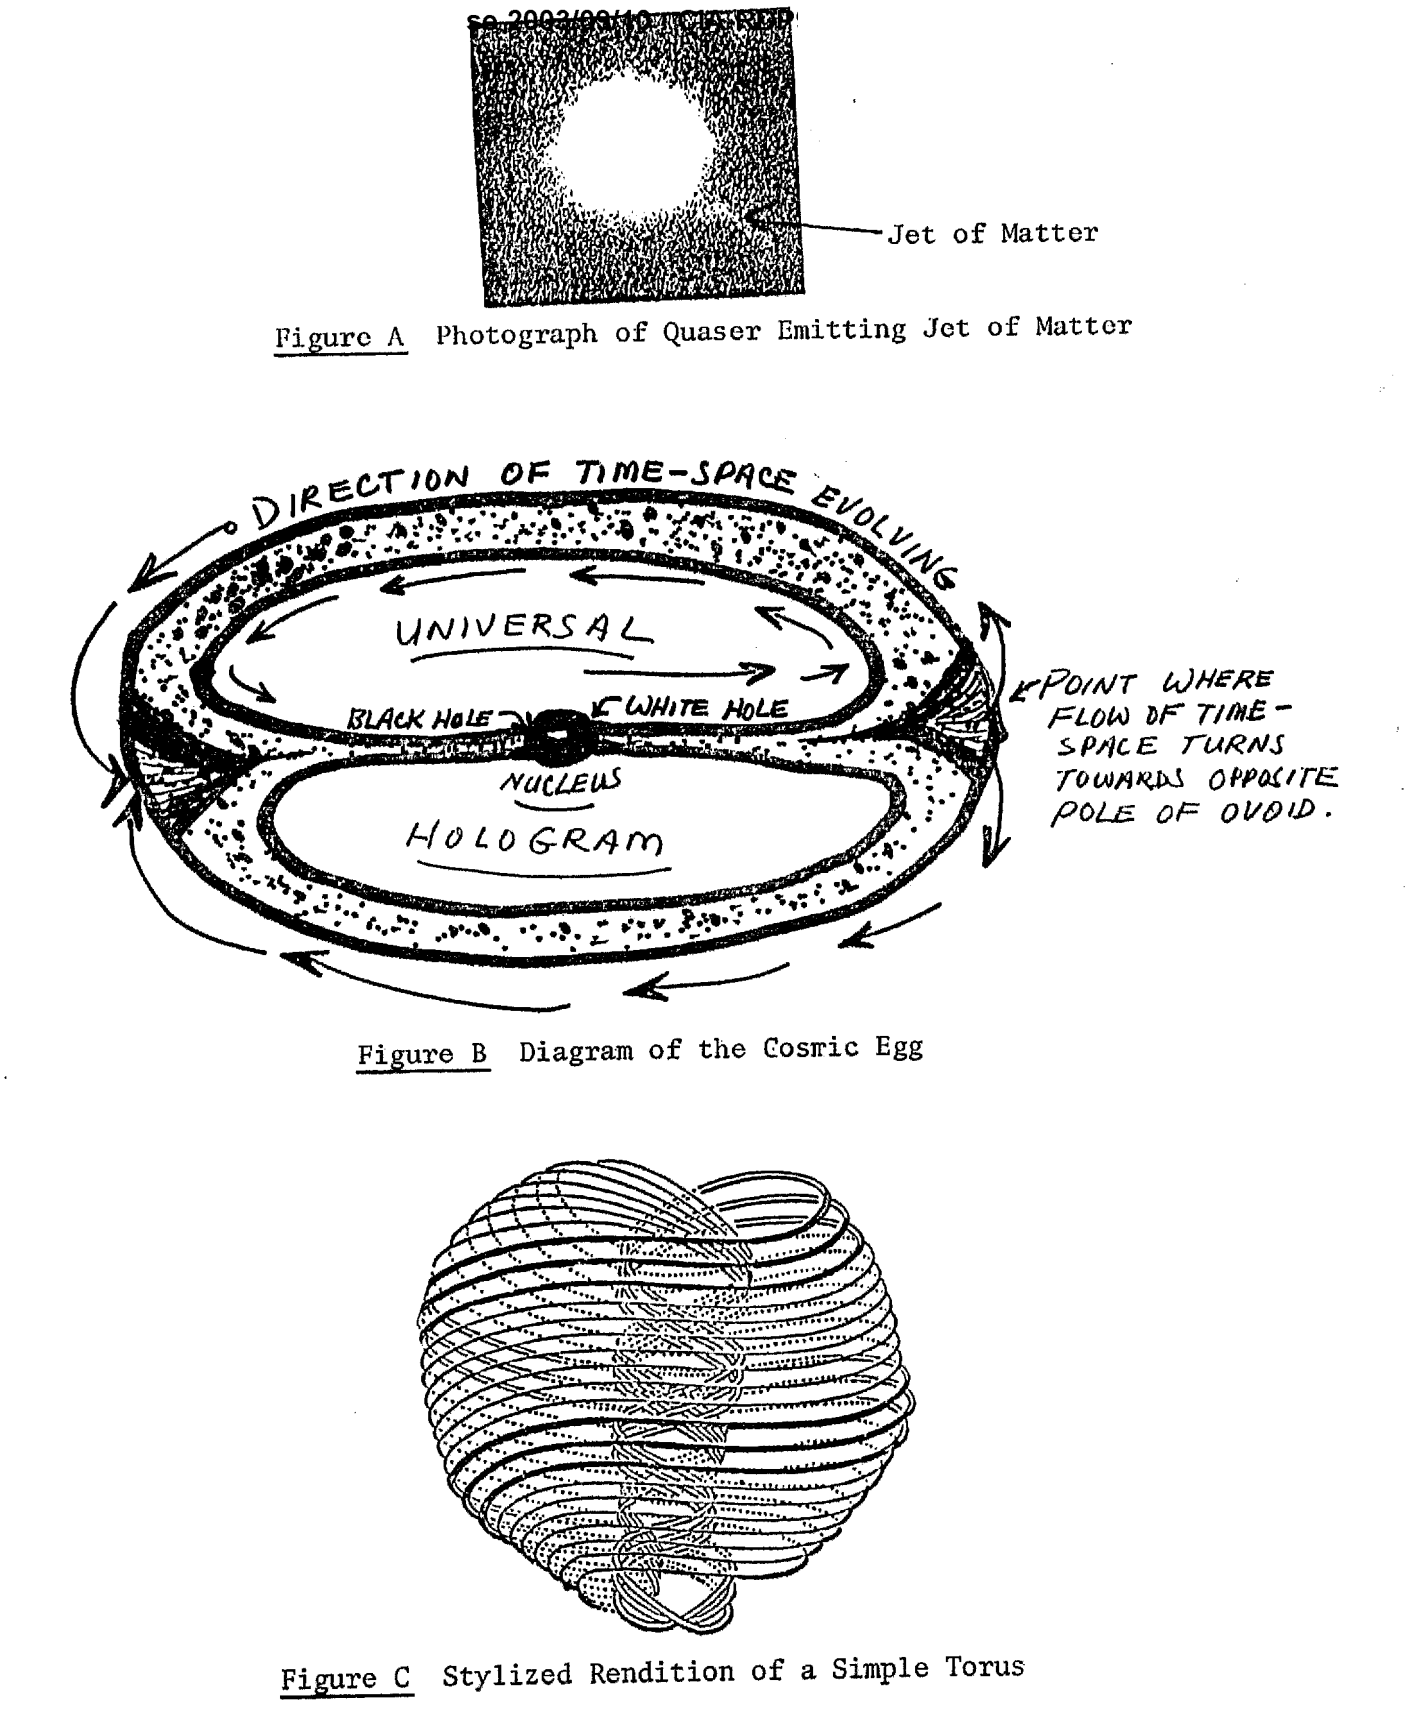 se 2003/09/10 : CIA-RDP
Jet of Matter
Figure A Photograph of Quaser Emitting Jet of Matter
DIRECTION OF TIME-SPACE EVOLVING
UNIVERSAL
BLACK HOLE
WHITE HOLE
NUCLEUS
HOLOGRAM
POINT WHERE
FLOW OF TIME-
SPACE TURNS
TOWARDS OPPOSITE
POLE OF OVOID.
Figure B Diagram of the Cosmic Egg
Figure C Stylized Rendition of a Simple Torus